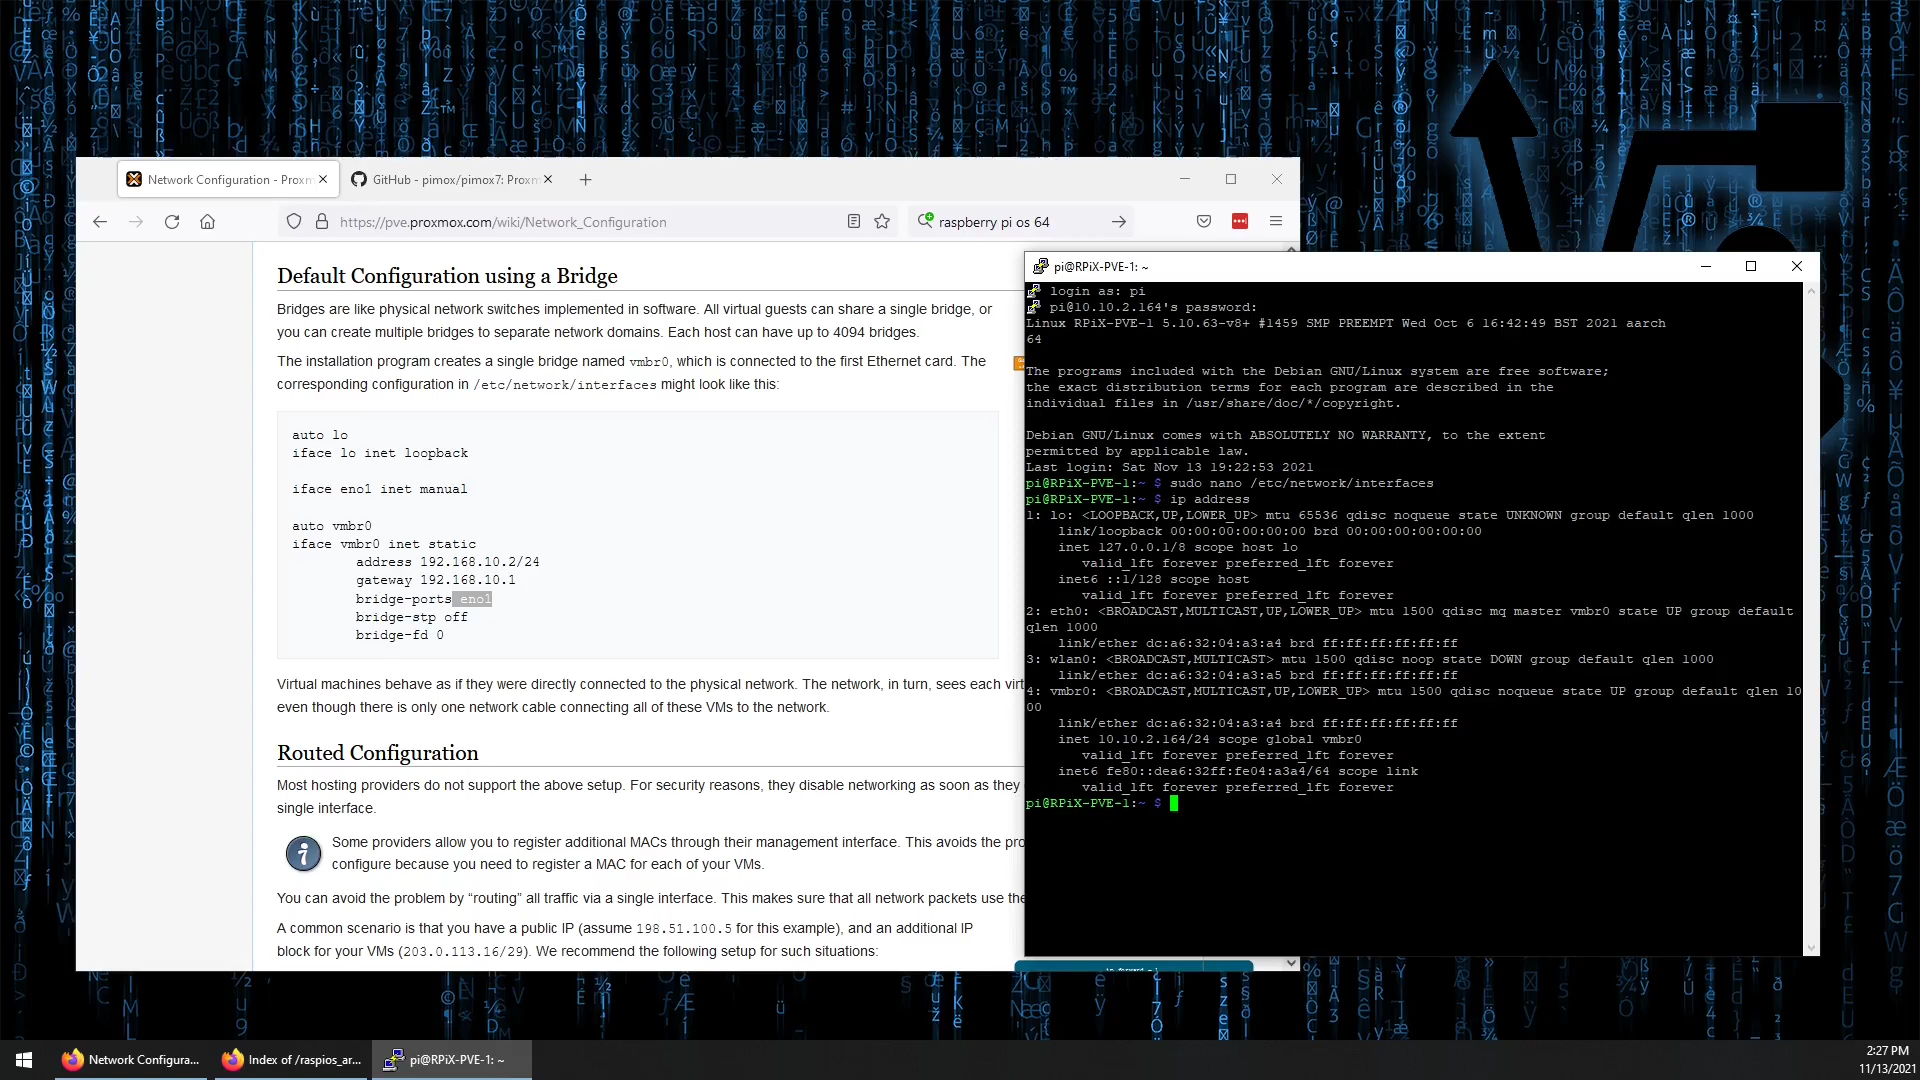 Network Configuration - Proxm
GitHub - pimox/pimox7: Proxm
https://pve.proxmox.com/wiki/Network_Configuration
raspberry pi os 64
Default Configuration using a Bridge
Bridges are like physical network switches implemented in software. All virtual guests can share a single bridge, or
you can create multiple bridges to separate network domains. Each host can have up to 4094 bridges.
The installation program creates a single bridge named vmbr0, which is connected to the first Ethernet card. The
corresponding configuration in /etc/network/interfaces might look like this:
auto lo
iface lo inet loopback
iface eno1 inet manual
auto vmbr0
iface vmbr0 inet static
address 192.168.10.2/24
gateway 192.168.10.1
bridge-ports eno1
bridge-stp off
bridge-fd 0
Virtual machines behave as if they were directly connected to the physical network. The network, in turn, sees each virt
even though there is only one network cable connecting all of these VMs to the network.
Routed Configuration
Most hosting providers do not support the above setup. For security reasons, they disable networking as soon as they
single interface.
Some providers allow you to register additional MACs through their management interface. This avoids the pro
configure because you need to register a MAC for each of your VMs.
You can avoid the problem by “routing” all traffic via a single interface. This makes sure that all network packets use the
A common scenario is that you have a public IP (assume 198.51.100.5 for this example), and an additional IP
block for your VMs (203.0.113.16/29). We recommend the following setup for such situations:
pi@RPiX-PVE-1: ~
login as: pi
pi@10.10.2.164's password:
Linux RPiX-PVE-1 5.10.63-v8+ #1459 SMP PREEMPT Wed Oct 6 16:42:49 BST 2021 aarch
64
The programs included with the Debian GNU/Linux system are free software;
the exact distribution terms for each program are described in the
individual files in /usr/share/doc/*/copyright.
Debian GNU/Linux comes with ABSOLUTELY NO WARRANTY, to the extent
permitted by applicable law.
Last login: Sat Nov 13 19:22:53 2021
pi@RPiX-PVE-1:~ $ sudo nano /etc/network/interfaces
pi@RPiX-PVE-1:~ $ ip address
1: lo: <LOOPBACK,UP,LOWER_UP> mtu 65536 qdisc noqueue state UNKNOWN group default qlen 1000
link/loopback 00:00:00:00:00:00 brd 00:00:00:00:00:00
inet 127.0.0.1/8 scope host lo
valid_lft forever preferred_lft forever
inet6 ::1/128 scope host
valid_lft forever preferred_lft forever
2: eth0: <BROADCAST,MULTICAST,UP,LOWER_UP> mtu 1500 qdisc mq master vmbr0 state UP group default
qlen 1000
link/ether dc:a6:32:04:a3:a4 brd ff:ff:ff:ff:ff:ff
3: wlan0: <BROADCAST,MULTICAST> mtu 1500 qdisc noop state DOWN group default qlen 1000
link/ether dc:a6:32:04:a3:a5 brd ff:ff:ff:ff:ff:ff
4: vmbr0: <BROADCAST,MULTICAST,UP,LOWER_UP> mtu 1500 qdisc noqueue state UP group default qlen 10
00
link/ether dc:a6:32:04:a3:a4 brd ff:ff:ff:ff:ff:ff
inet 10.10.2.164/24 scope global vmbr0
valid_lft forever preferred_lft forever
inet6 fe80::dea6:32ff:fe04:a3a4/64 scope link
valid_lft forever preferred_lft forever
pi@RPiX-PVE-1:~ $
Network Configura...
Index of /raspios_ar...
pi@RPiX-PVE-1: ~
2:27 PM
11/13/2021